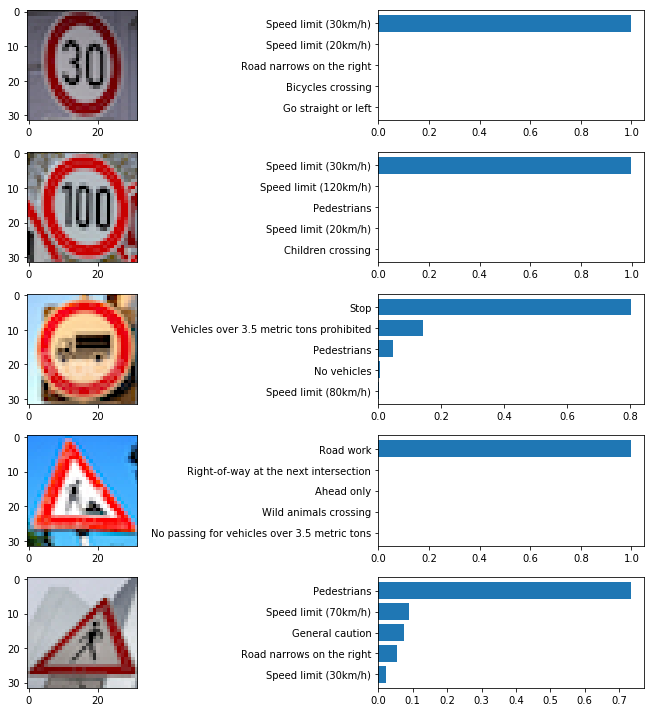 0
10
20
30
0 20
30
Speed limit (30km/h)
Speed limit (20km/h)
Road narrows on the right
Bicycles crossing
Go straight or left
0.0 0.2 0.4 0.6 0.8 1.0
0
10
20
30
0 20
100
Speed limit (30km/h)
Speed limit (120km/h)
Pedestrians
Speed limit (20km/h)
Children crossing
0.0 0.2 0.4 0.6 0.8 1.0
0
10
20
30
0 20
Stop
Vehicles over 3.5 metric tons prohibited
Pedestrians
No vehicles
Speed limit (80km/h)
0.0 0.2 0.4 0.6 0.8
0
10
20
30
0 20
Road work
Right-of-way at the next intersection
Ahead only
Wild animals crossing
No passing for vehicles over 3.5 metric tons
0.0 0.2 0.4 0.6 0.8 1.0
0
10
20
30
0 20
Pedestrians
Speed limit (70km/h)
General caution
Road narrows on the right
Speed limit (30km/h)
0.0 0.1 0.2 0.3 0.4 0.5 0.6 0.7